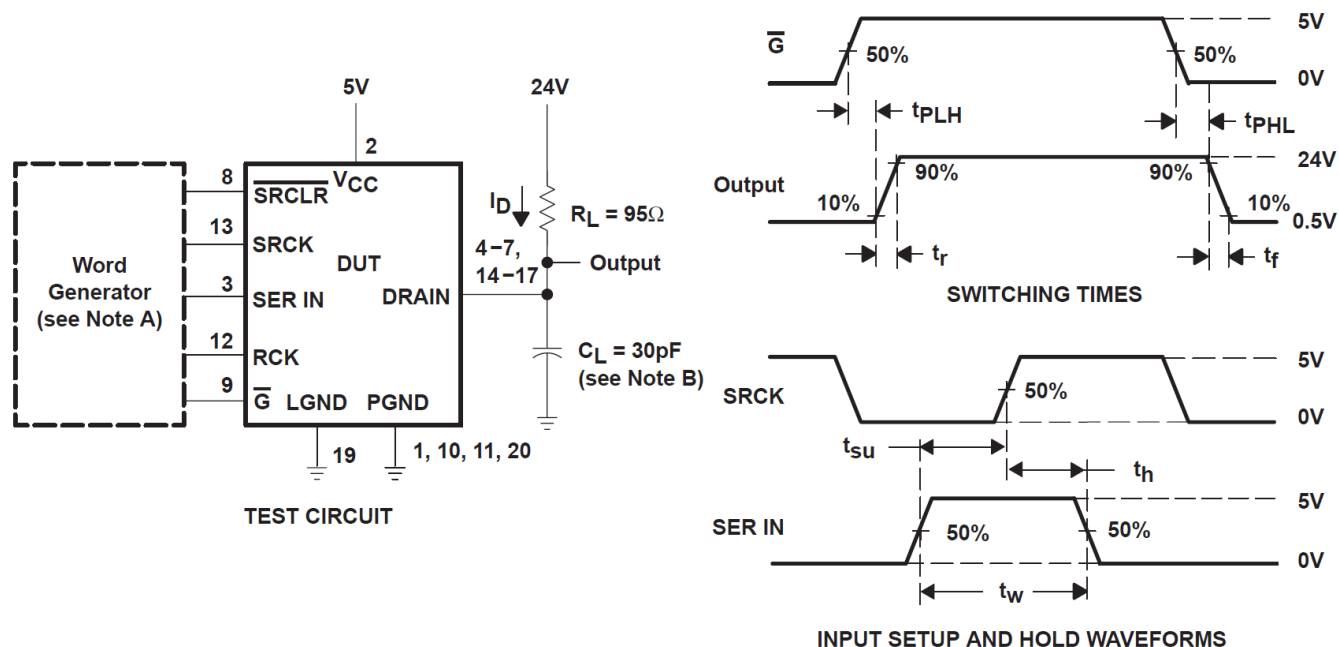 5V
24V
2
8
SRCLR
VCC
13
SRCK
DUT
3
SER IN
DRAIN
12
RCK
9
G
LGND
PGND
19
1, 10, 11, 20
Word
Generator
(see Note A)
ID
RL = 95Ω
4−7,
14−17
Output
CL = 30pF
(see Note B)
TEST CIRCUIT
G
50%
50%
5V
0V
tPLH
tPHL
Output
10%
90%
90%
10%
24V
0.5V
tr
tf
SWITCHING TIMES
SRCK
50%
5V
0V
tsu
th
SER IN
50%
50%
5V
0V
tw
INPUT SETUP AND HOLD WAVEFORMS